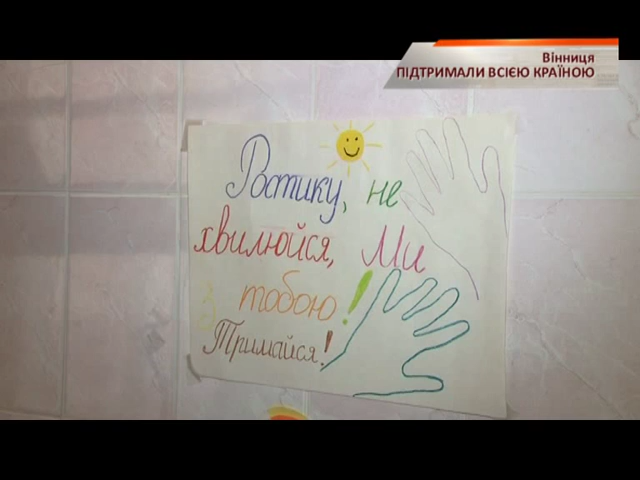 Вінниця
ПІДТРИМАЛИ ВСІЄЮ КРАЇНОЮ
Ростику, не
хвилюйся, Ми
з тобою!
Тримайся!